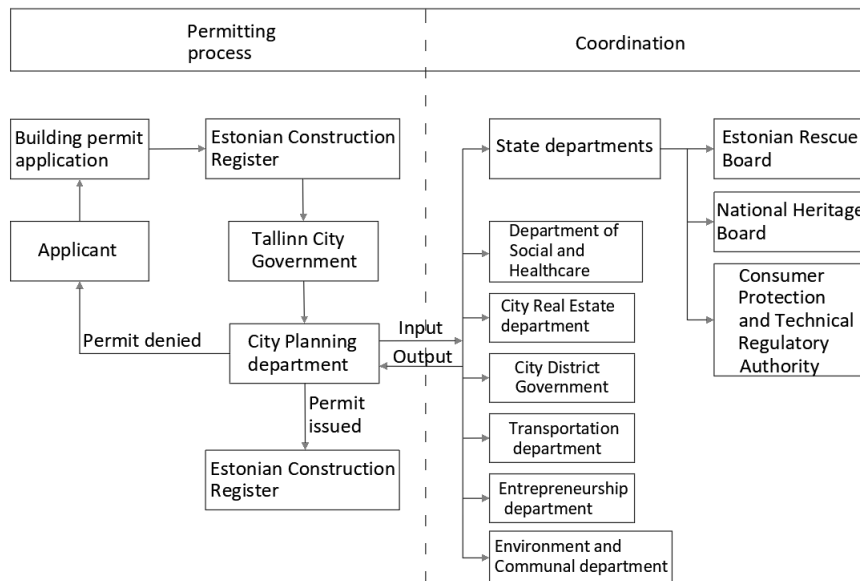 Permitting
process
Coordination
Building permit
application
Estonian Construction
Register
State departments
Estonian Rescue
Board
National Heritage
Board
Applicant
Tallinn City
Government
Department of
Social and
Healthcare
Consumer
Protection
and Technical
Regulatory
Authority
City Real Estate
department
Permit denied
City Planning
department
Input
Output
City District
Government
Permit
issued
Transportation
department
Estonian Construction
Register
Entrepreneurship
department
Environment and
Communal department